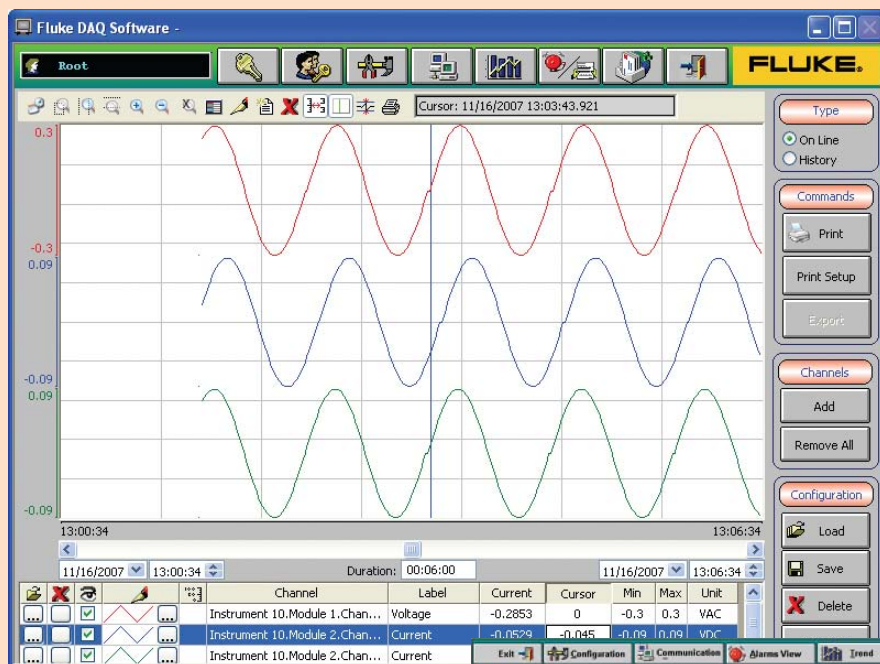 Fluke DAQ Software -
Root
FLUKE.
Cursor: 11/16/2007 13:03:43.921
0.3
-0.3
0.09
-0.09
0.09
-0.09
13:00:34 13:06:34
11/16/2007 13:00:34 Duration: 00:06:00 11/16/2007 13:06:34
Channel Label Current Cursor Min Max Unit
... ... Instrument 10.Module 1.Chan... Voltage -0.2853 0 -0.3 0.3 VAC
... ... Instrument 10.Module 2.Chan... Current -0.0529 -0.045 -0.09 0.09 VDC
... ... Instrument 10.Module 2.Chan... Current
Type
On Line
History
Commands
Print
Print Setup
Export
Channels
Add
Remove All
Configuration
Load
Save
Delete
Exit Configuration Communication Alarms View Trend